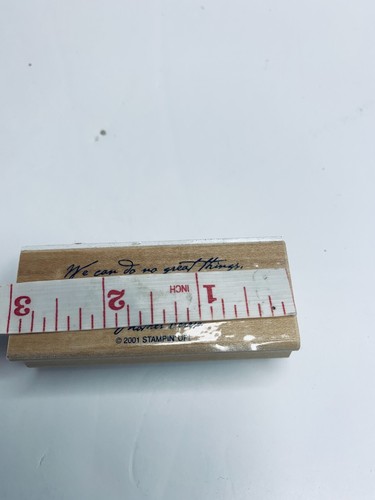 We can do no great things,
3 2 INCH 1
© 2001 STAMPIN' UP!